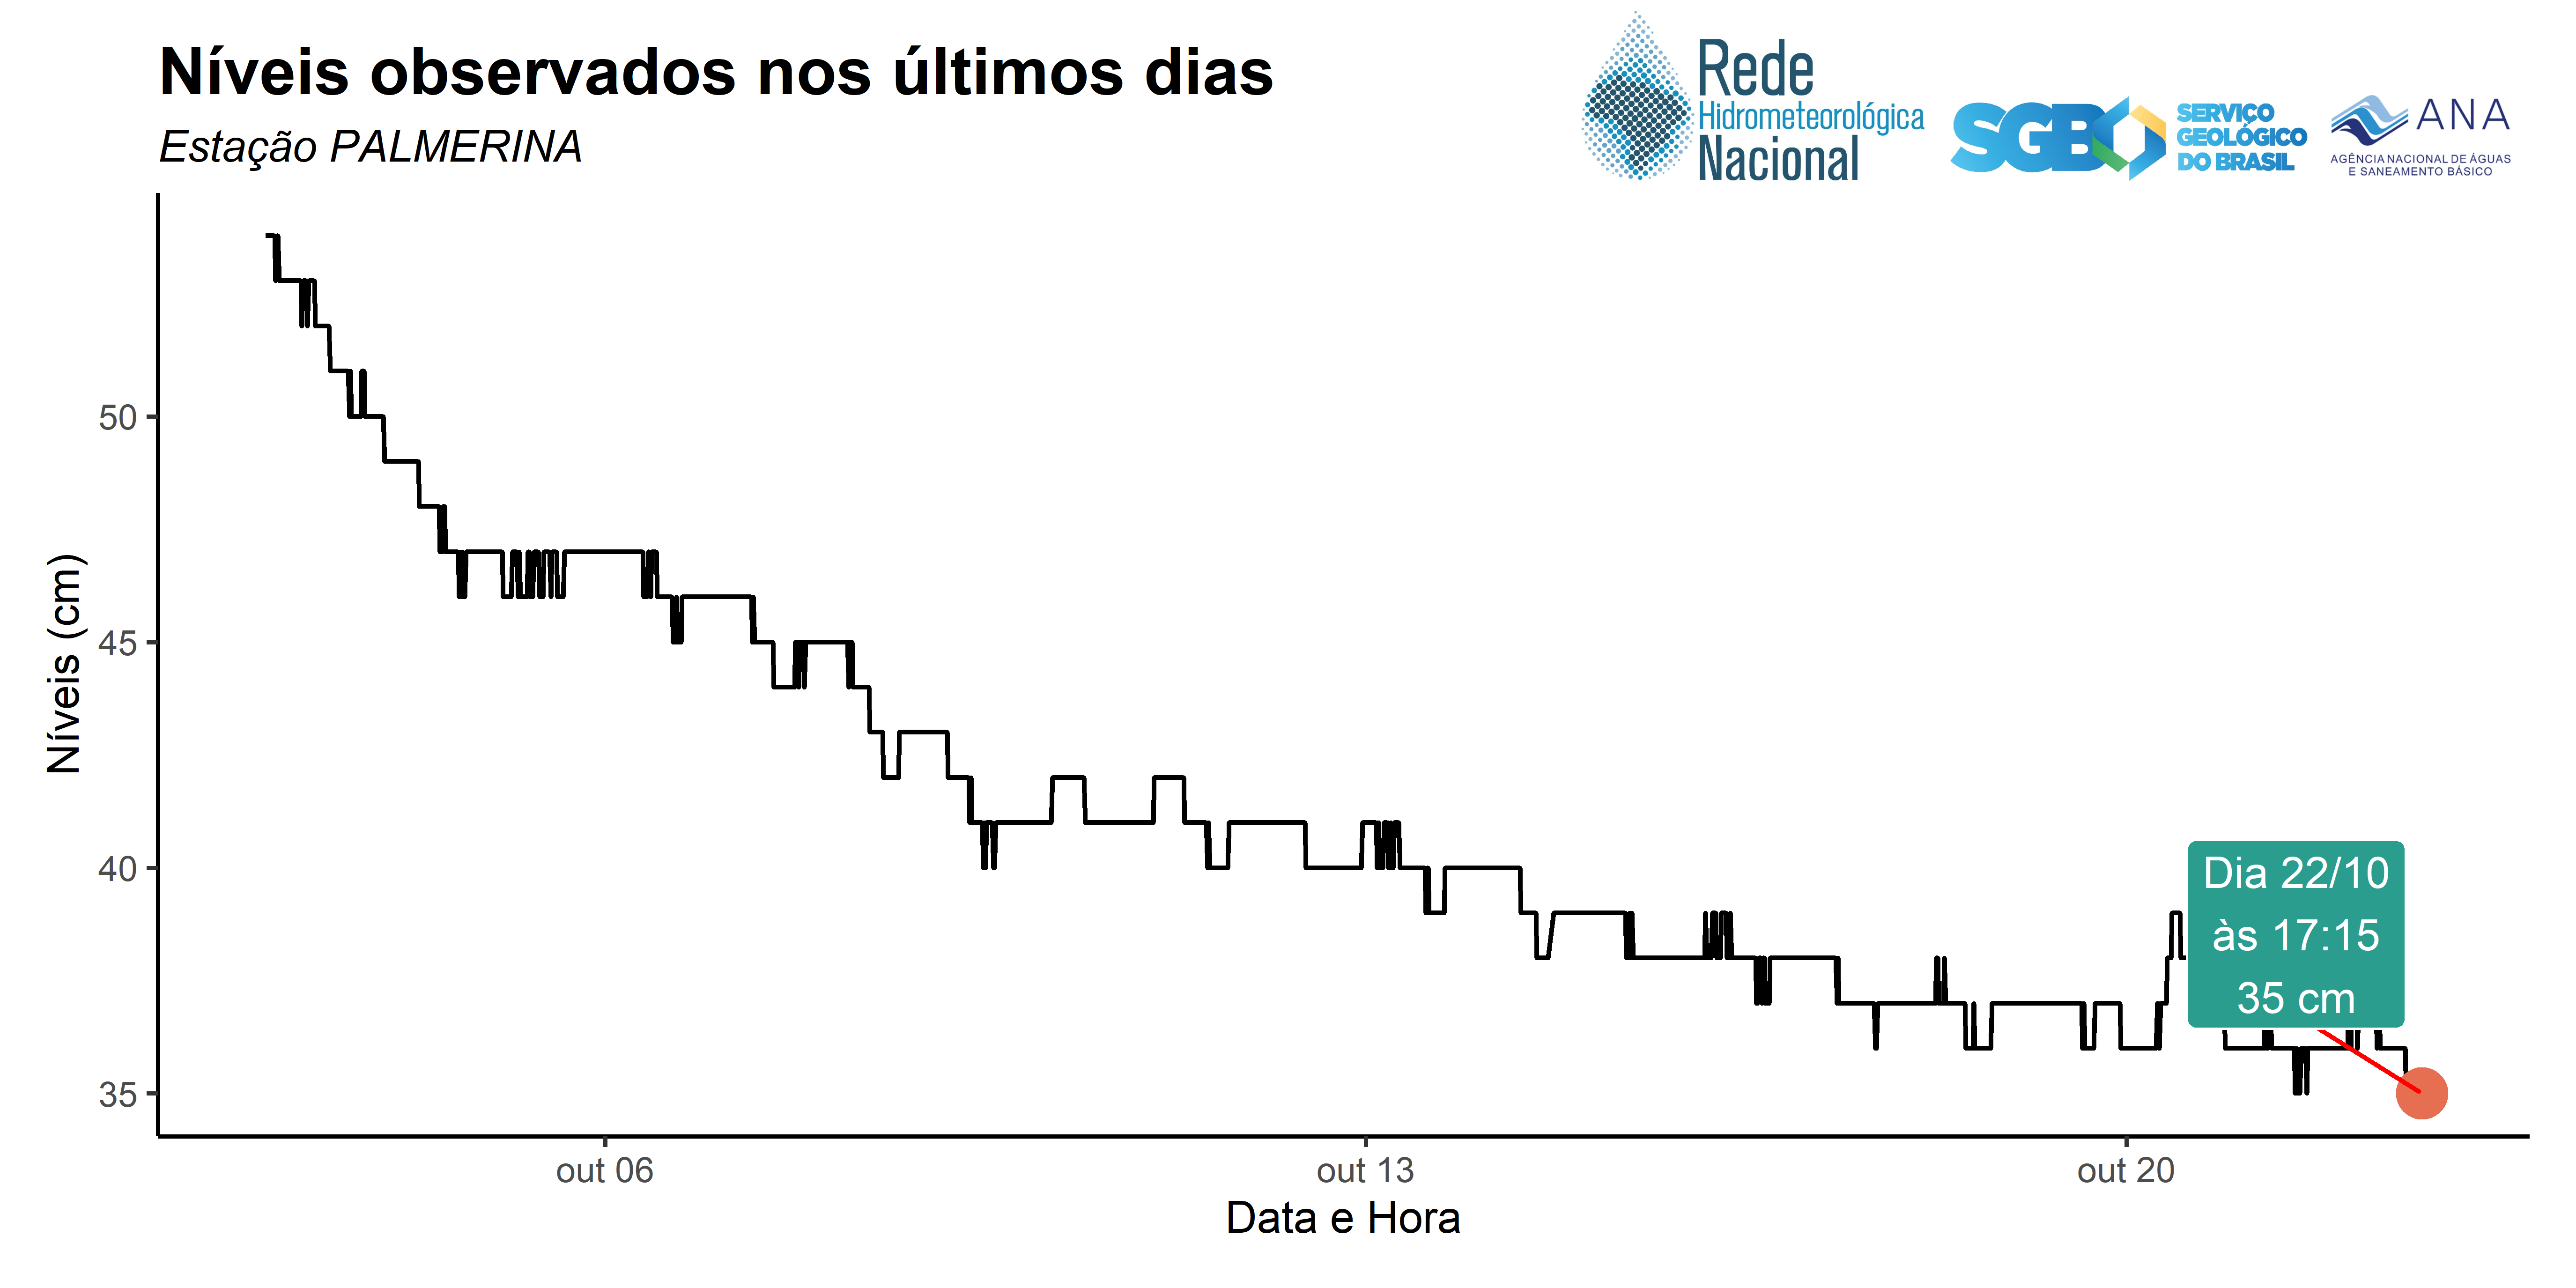 Níveis observados nos últimos dias
Estação PALMERINA
Rede
Hidrometeorológica
Nacional
SGB
SERVIÇO
GEOLÓGICO
DO BRASIL
ANA
AGÊNCIA NACIONAL DE ÁGUAS
E SANEAMENTO BÁSICO
Níveis (cm)
50
45
40
35
Dia 22/10
às 17:15
35 cm
out 06
out 13
out 20
Data e Hora